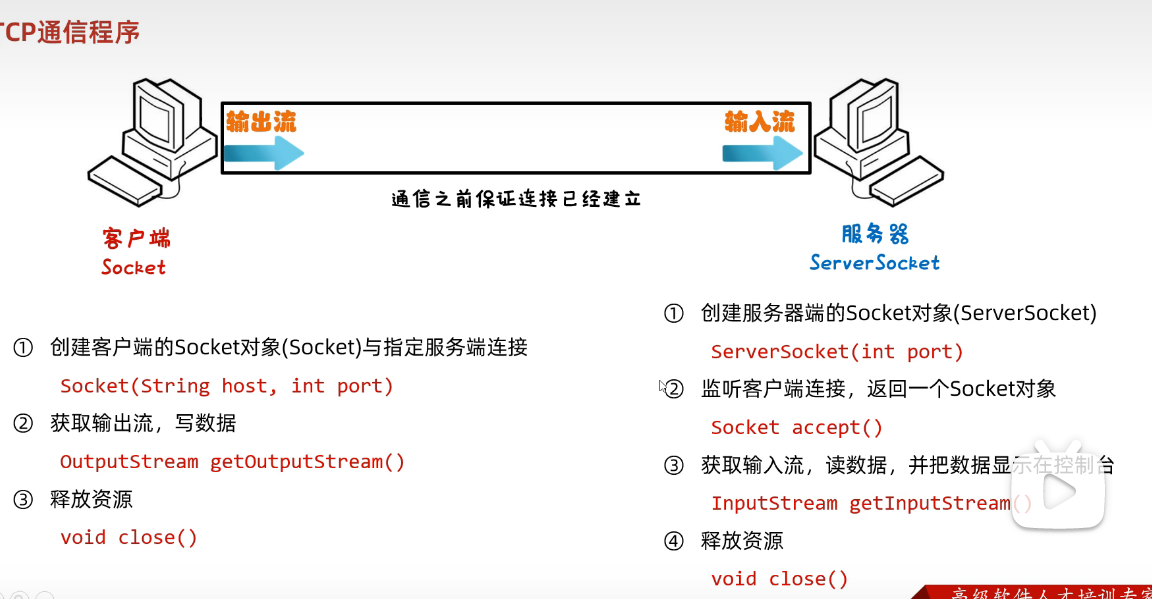 TCP通信程序
输出流
输入流
通信之前保证连接已经建立
客户端
Socket
服务器
ServerSocket
① 创建客户端的Socket对象(Socket)与指定服务端连接
Socket(String host, int port)
② 获取输出流，写数据
OutputStream getOutputStream()
③ 释放资源
void close()
① 创建服务器端的Socket对象(ServerSocket)
ServerSocket(int port)
② 监听客户端连接，返回一个Socket对象
Socket accept()
③ 获取输入流，读数据，并把数据显示在控制台
InputStream getInputStream()
④ 释放资源
void close()
高级软件人才培训专家